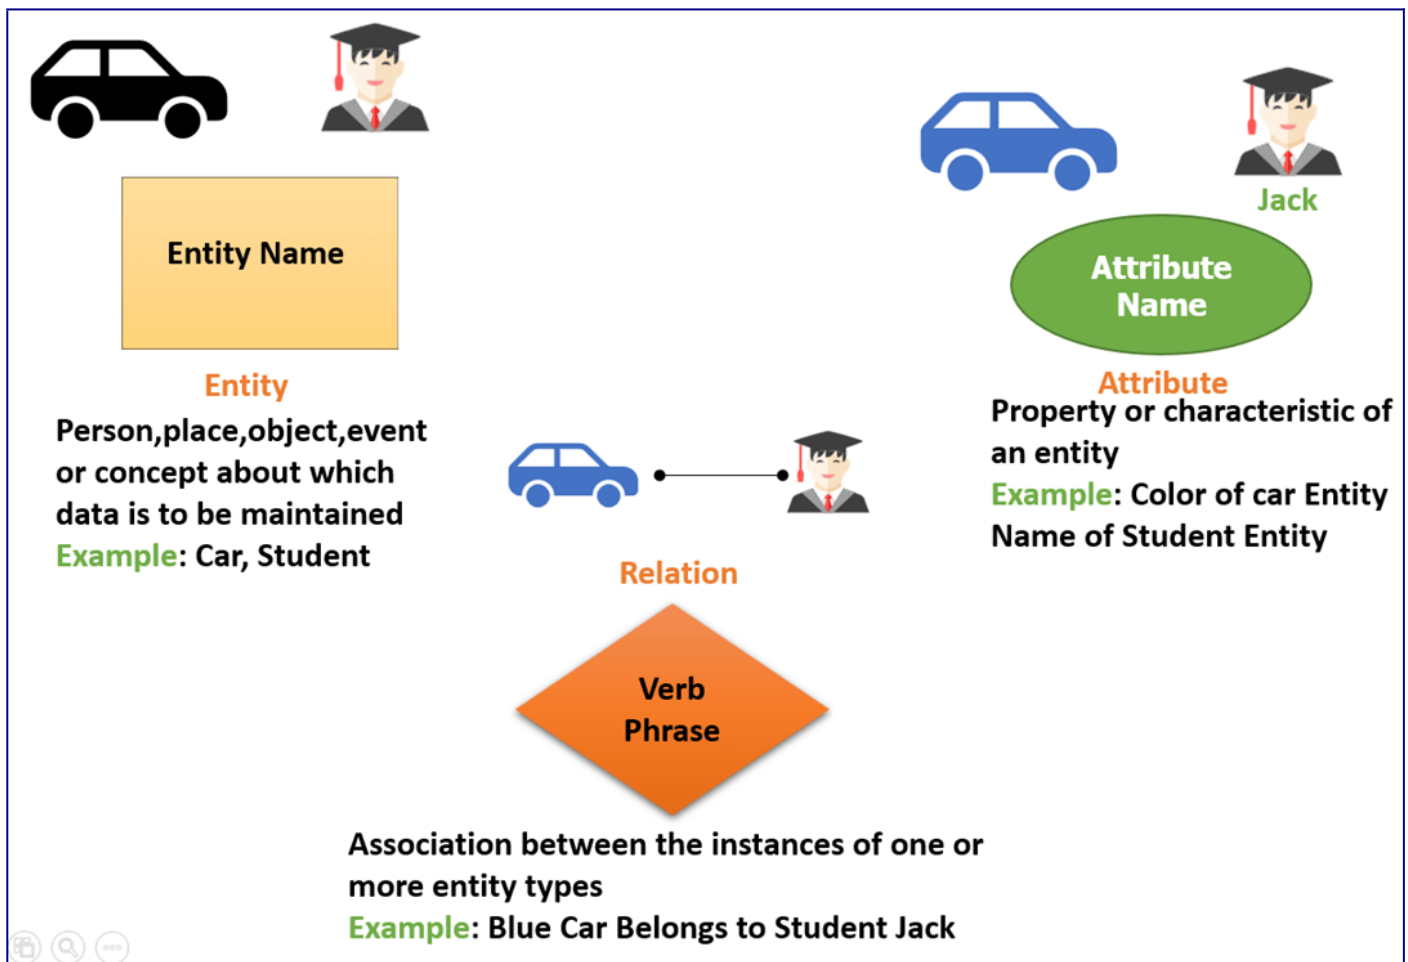 Entity Name
Entity
Person,place,object,event
or concept about which
data is to be maintained
Example: Car, Student
Jack
Attribute
Name
Attribute
Property or characteristic of
an entity
Example: Color of car Entity
Name of Student Entity
Relation
Verb
Phrase
Association between the instances of one or
more entity types
Example: Blue Car Belongs to Student Jack